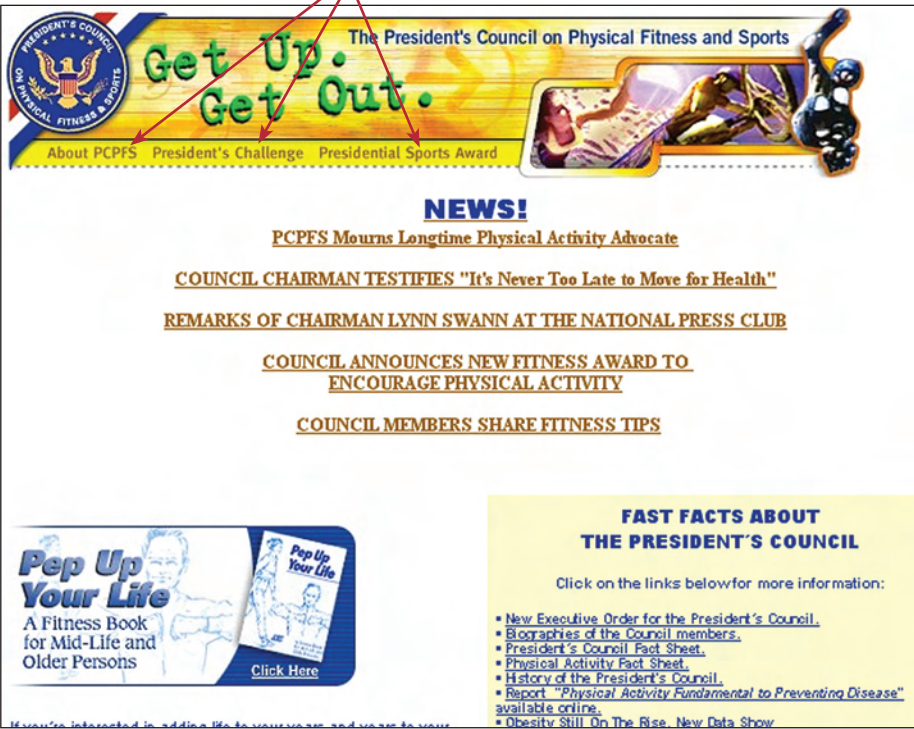 PRESIDENT'S COUNCIL
ON PHYSICAL FITNESS & SPORTS
Get Up.
Get Out.
The President's Council on Physical Fitness and Sports
About PCPFS President's Challenge Presidential Sports Award
NEWS!
PCPFS Mourns Longtime Physical Activity Advocate
COUNCIL CHAIRMAN TESTIFIES "It's Never Too Late to Move for Health"
REMARKS OF CHAIRMAN LYNN SWANN AT THE NATIONAL PRESS CLUB
COUNCIL ANNOUNCES NEW FITNESS AWARD TO
ENCOURAGE PHYSICAL ACTIVITY
COUNCIL MEMBERS SHARE FITNESS TIPS
Pep Up
Your Life
A Fitness Book
for Mid-Life and
Older Persons
Pep Up
Your Life
Click Here
If you're interested in adding life to your years and years to your
FAST FACTS ABOUT
THE PRESIDENT'S COUNCIL
Click on the links belowfor more information:
New Executive Order for the President's Council.
Biographies of the Council members.
President's Council Fact Sheet.
Physical Activity Fact Sheet.
History of the President's Council.
Report "Physical Activity Fundamental to Preventing Disease"
available online.
Obesity Still On The Rise, New Data Show